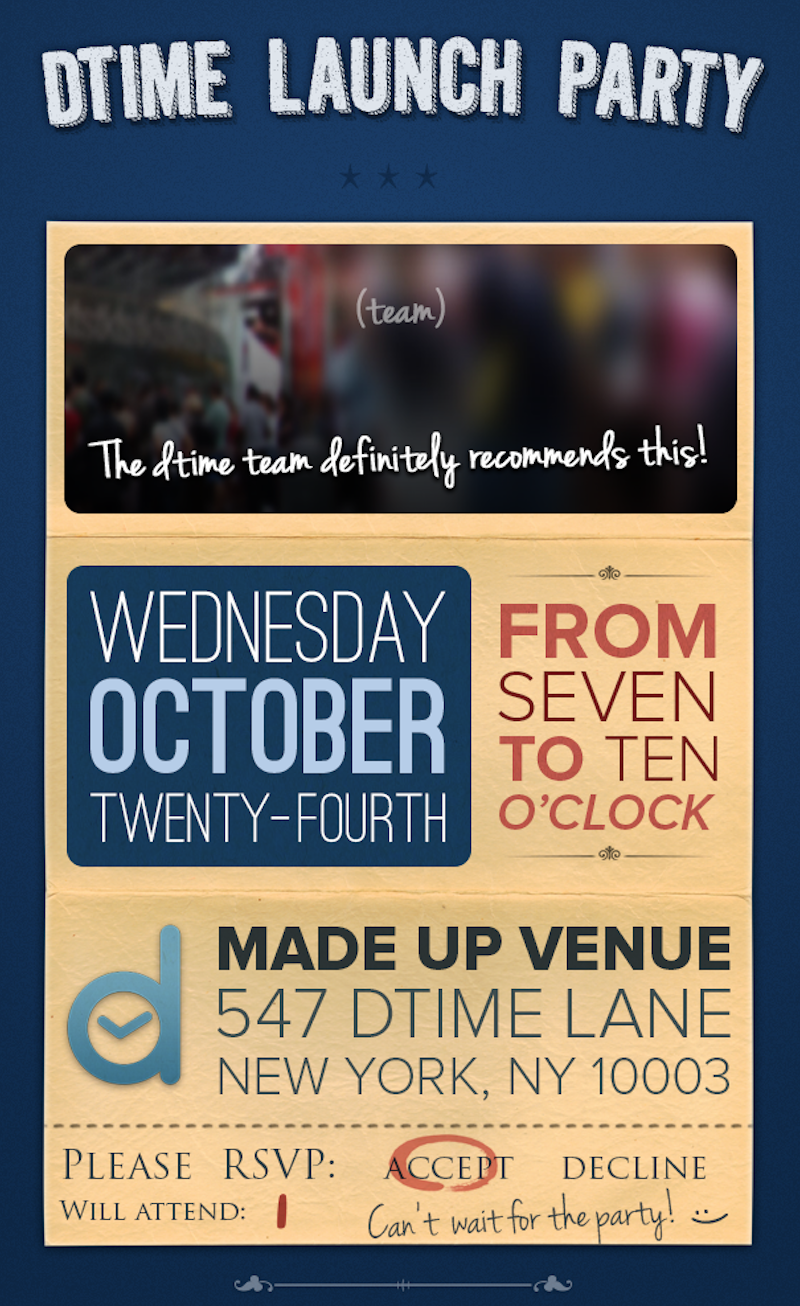 DTIME LAUNCH PARTY
(team)
The dtime team definitely recommends this!
WEDNESDAY
OCTOBER
TWENTY-FOURTH
FROM
SEVEN
TO TEN
O'CLOCK
d
MADE UP VENUE
547 DTIME LANE
NEW YORK, NY 10003
PLEASE RSVP: ACCEPT DECLINE
WILL ATTEND: 1 Can't wait for the party! :)